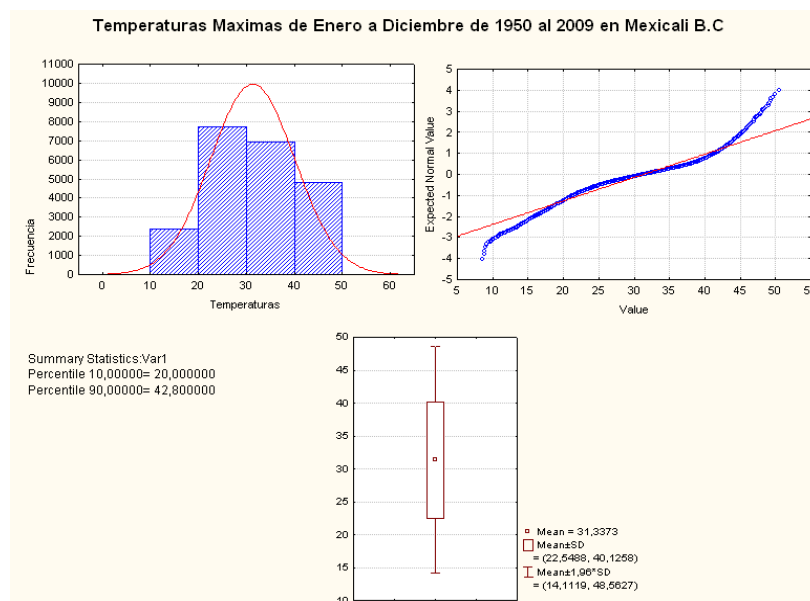 Temperaturas Maximas de Enero a Diciembre de 1950 al 2009 en Mexicali B.C
11000
10000
9000
8000
7000
6000
5000
4000
3000
2000
1000
0
Frecuencia
0 10 20 30 40 50 60
Temperaturas
5
4
3
2
1
0
-1
-2
-3
-4
-5
Expected Normal Value
5 10 15 20 25 30 35 40 45 50 55
Value
Summary Statistics:Var1
Percentile 10,00000= 20,000000
Percentile 90,00000= 42,800000
50
45
40
35
30
25
20
15
10
Mean = 31,3373
Mean±SD
= (22,5488, 40,1258)
Mean±1,96*SD
= (14,1119, 48,5627)